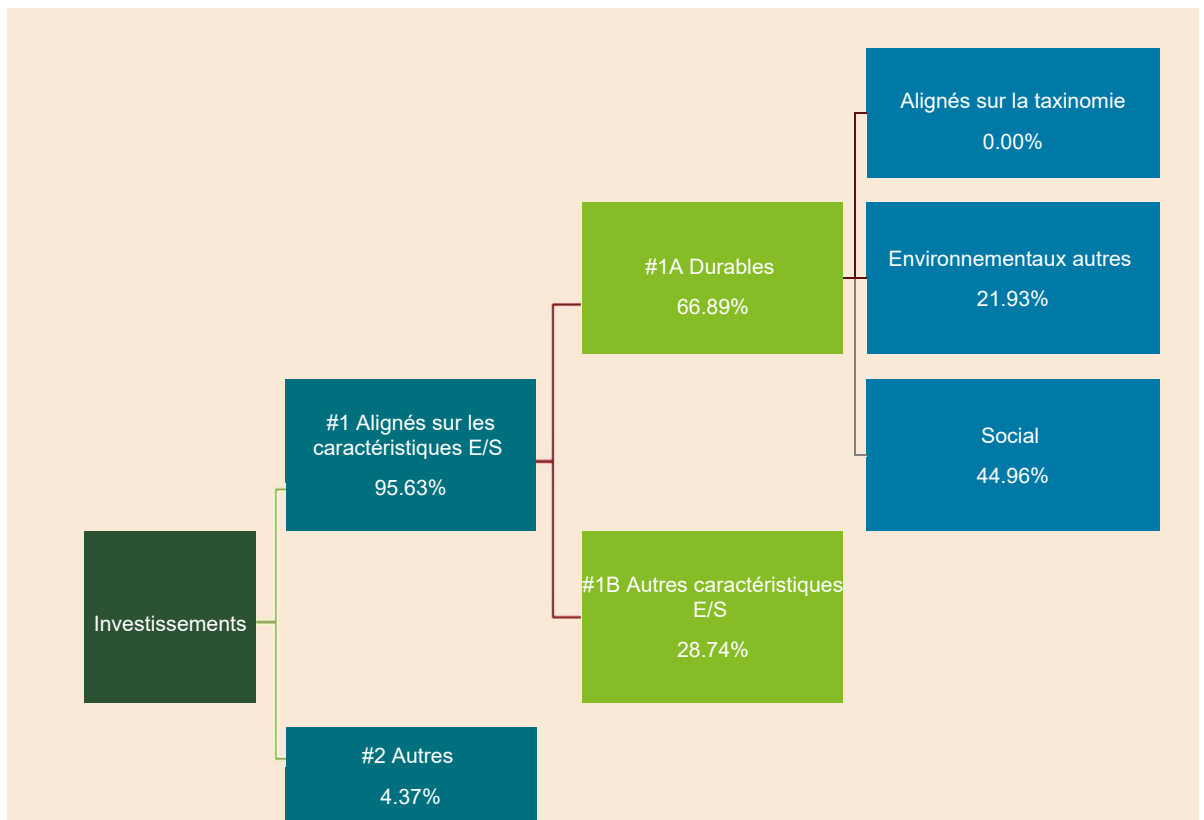 Alignés sur la taxinomie
0.00%
#1A Durables
66.89%
Environnementaux autres
21.93%
#1 Alignés sur les
caractéristiques E/S
95.63%
Social
44.96%
Investissements
#1B Autres caractéristiques
E/S
28.74%
#2 Autres
4.37%